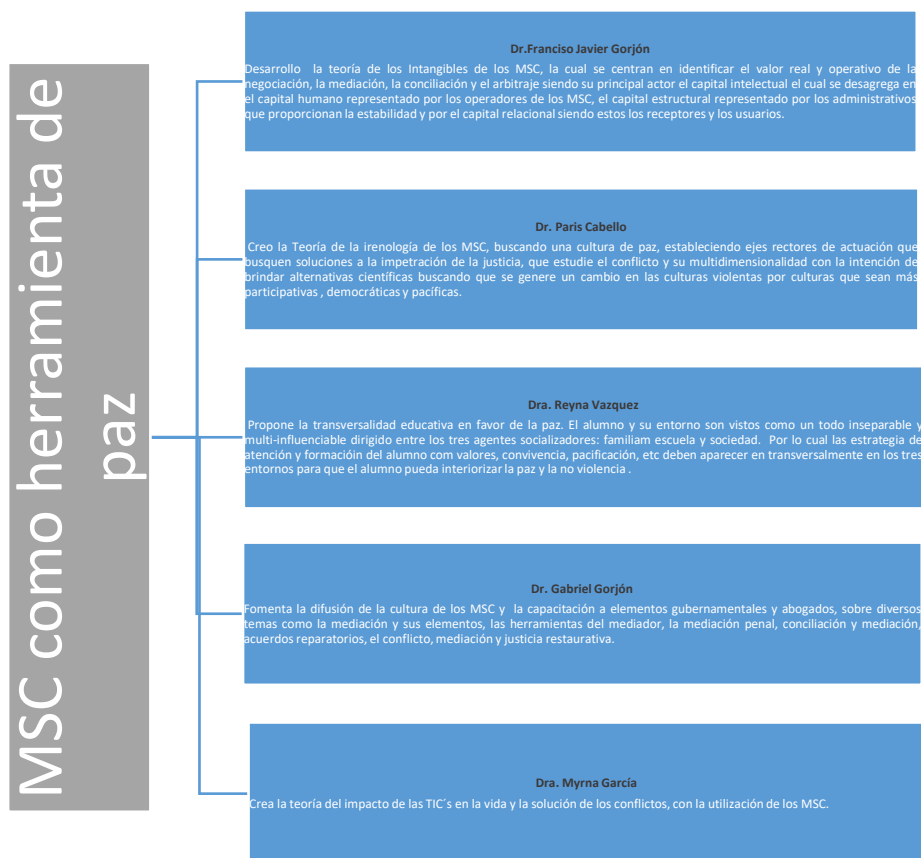 MSC como herramienta de
paz
Dr.Franciso Javier Gorjón
Desarrollo la teoría de los Intangibles de los MSC, la cual se centran en identificar el valor real y operativo de la
negociación, la mediación, la conciliación y el arbitraje siendo su principal actor el capital intelectual el cual se desagrega en
el capital humano representado por los operadores de los MSC, el capital estructural representado por los administrativos
que proporcionan la estabilidad y por el capital relacional siendo estos los receptores y los usuarios.
Dr. Paris Cabello
Creo la Teoría de la irenología de los MSC, buscando una cultura de paz, estableciendo ejes rectores de actuación que
busquen soluciones a la impetración de la justicia, que estudie el conflicto y su multidimensionalidad con la intención de
brindar alternativas científicas buscando que se genere un cambio en las culturas violentas por culturas que sean más
participativas , democráticas y pacíficas.
Dra. Reyna Vazquez
Propone la transversalidad educativa en favor de la paz. El alumno y su entorno son vistos como un todo inseparable y
multi-influenciable dirigido entre los tres agentes socializadores: familiam escuela y sociedad. Por lo cual las estrategia de
atención y formacióin del alumno com valores, convivencia, pacificación, etc deben aparecer en transversalmente en los tres
entornos para que el alumno pueda interiorizar la paz y la no violencia .
Dr. Gabriel Gorjón
Fomenta la difusión de la cultura de los MSC y la capacitación a elementos gubernamentales y abogados, sobre diversos
temas como la mediación y sus elementos, las herramientas del mediador, la mediación penal, conciliación y mediación,
acuerdos reparatorios, el conflicto, mediación y justicia restaurativa.
Dra. Myrna García
Crea la teoría del impacto de las TIC´s en la vida y la solución de los conflictos, con la utilización de los MSC.